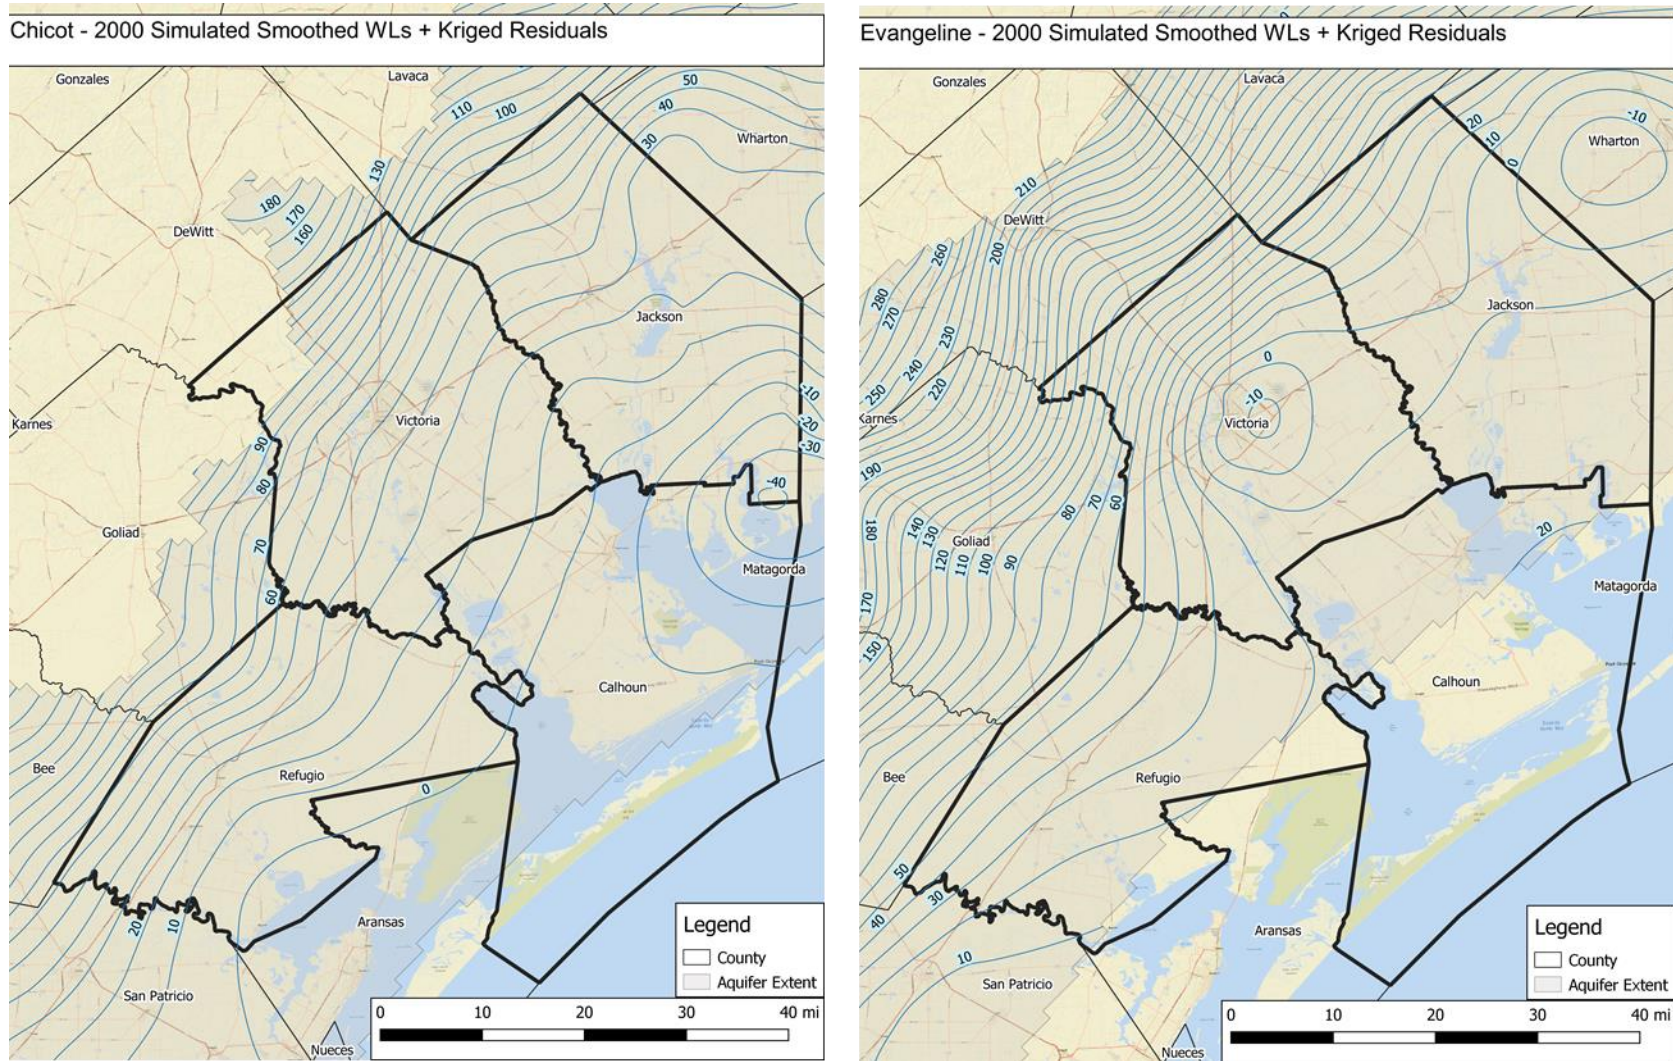 Chicot - 2000 Simulated Smoothed WLs + Kriged Residuals
Gonzales
Lavaca
50
110
100
40
30
Wharton
130
180
170
160
DeWitt
Jackson
-10
-20
-30
Karnes
Victoria
90
80
-40
Goliad
70
Matagorda
60
Calhoun
Bee
Refugio
0
20
10
Aransas
San Patricio
Nueces
Legend
County
Aquifer Extent
0 10 20 30 40 mi
Evangeline - 2000 Simulated Smoothed WLs + Kriged Residuals
Gonzales
Lavaca
20
10
0
-10
Wharton
210
DeWitt
260
200
280
270
Jackson
230
240
250
220
0
-10
Karnes
Victoria
190
80
70
60
180
140
130
120
110
100
90
Goliad
20
Matagorda
170
150
Calhoun
Bee
Refugio
50
40
30
10
Aransas
San Patricio
Nueces
Legend
County
Aquifer Extent
0 10 20 30 40 mi